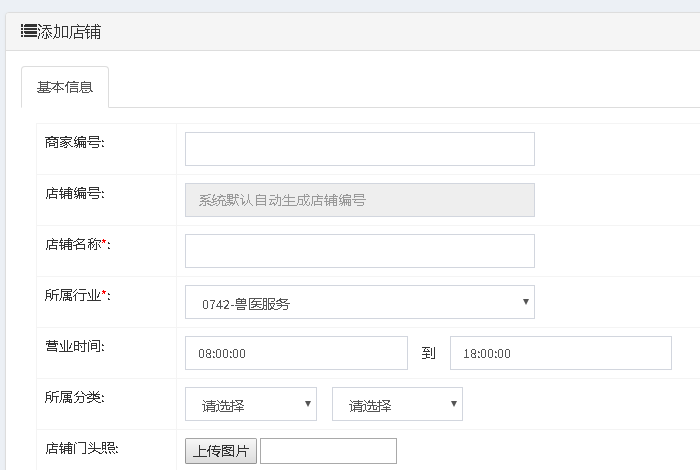 添加店铺
基本信息
商家编号:
店铺编号: 系统默认自动生成店铺编号
店铺名称*:
所属行业*: 0742-兽医服务
营业时间: 08:00:00 到 18:00:00
所属分类: 请选择 请选择
店铺门头照: 上传图片